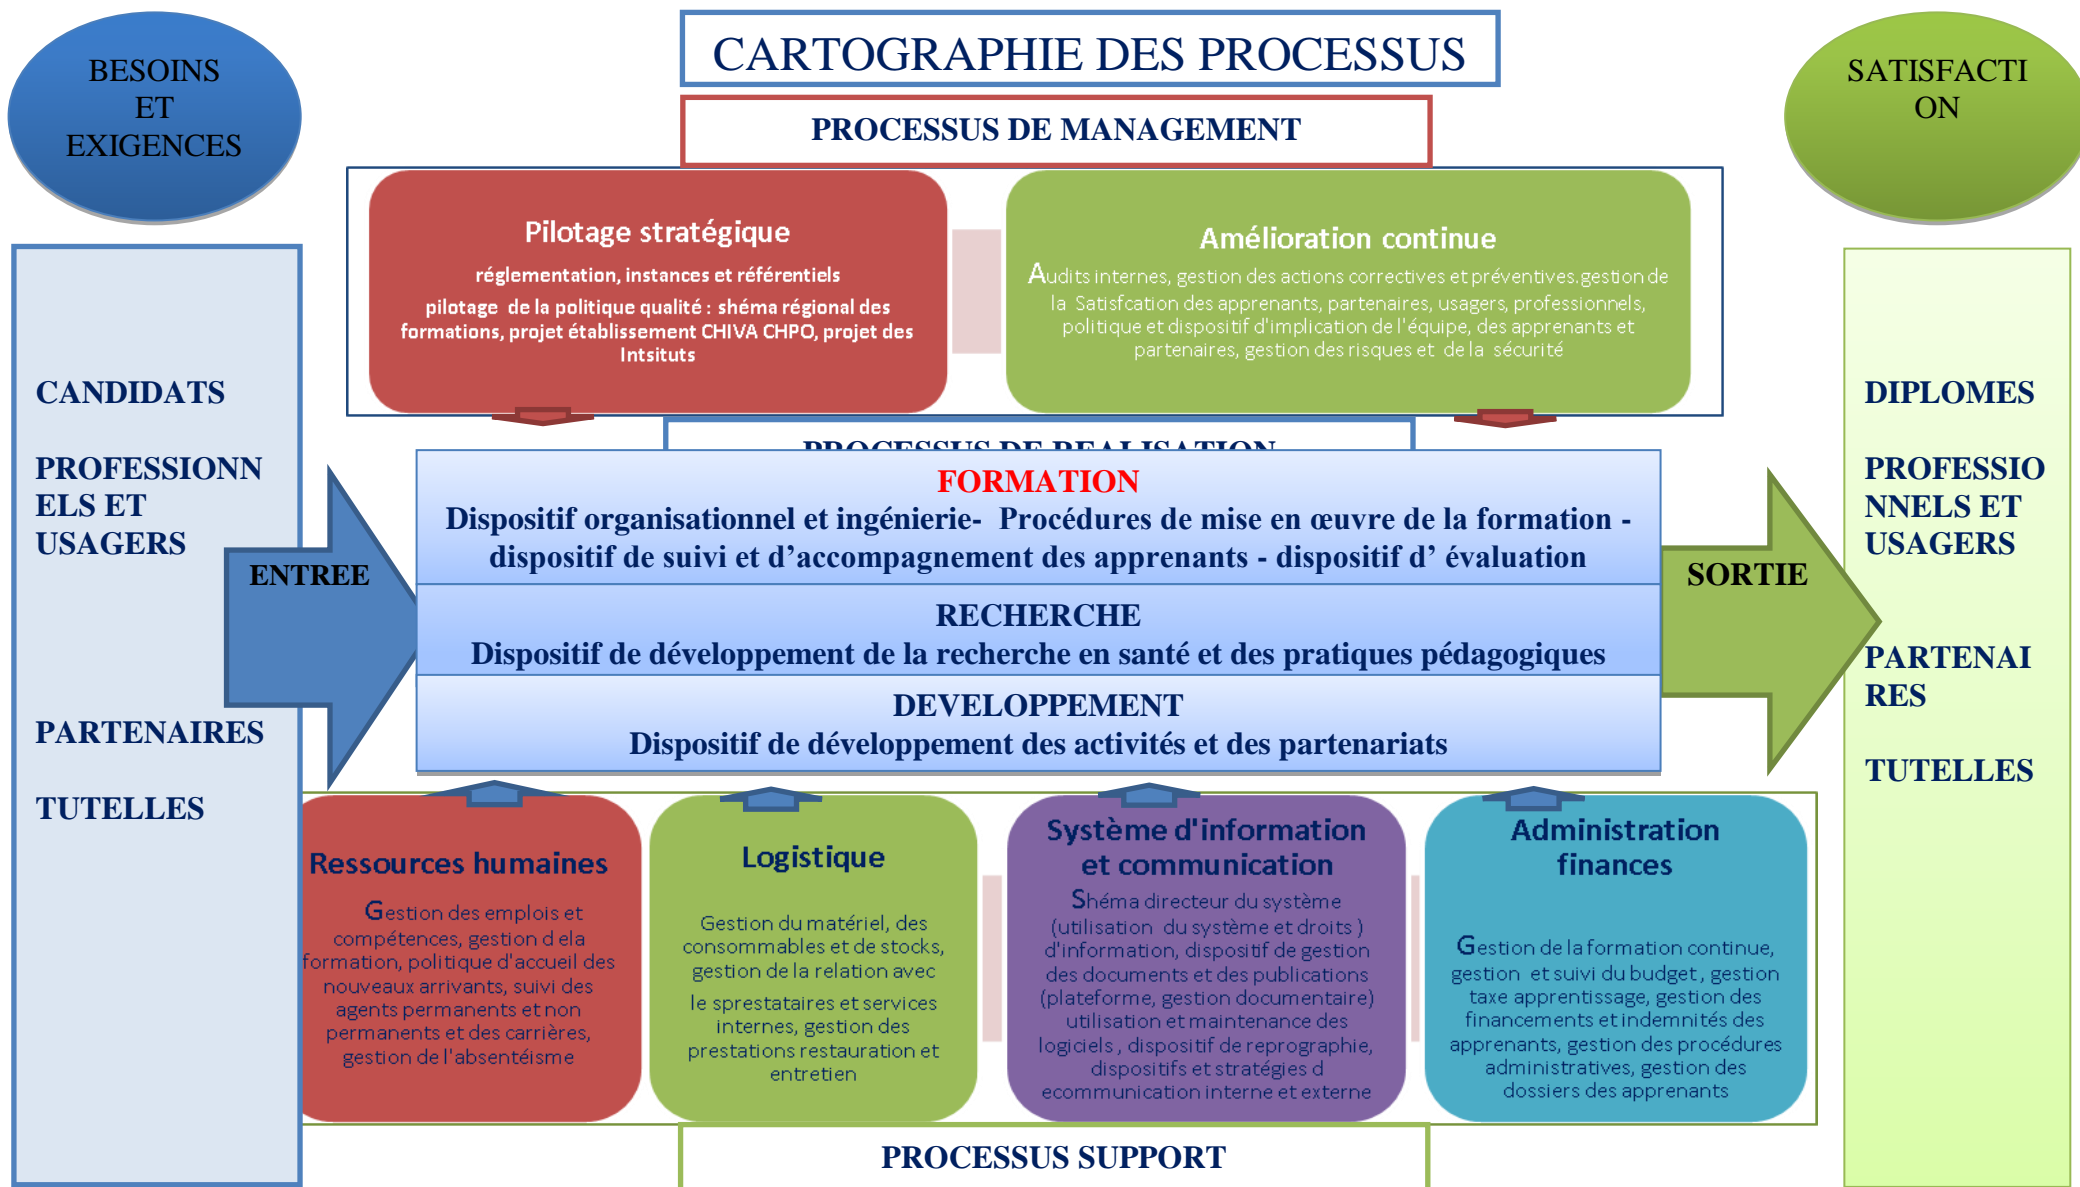 CARTOGRAPHIE DES PROCESSUS
BESOINS
ET
EXIGENCES
SATISFACTI
ON
PROCESSUS DE MANAGEMENT
Pilotage stratégique
réglementation, instances et référentiels
pilotage de la politique qualité : shéma régional des
formations, projet établissement CHIVA CHPO, projet des
Intsituts
Amélioration continue
Audits internes, gestion des actions correctives et préventives.gestion de
la Satisfcation des apprenants, partenaires, usagers, professionnels,
politique et dispositif d'implication de l'équipe, des apprenants et
partenaires, gestion des risques et de la sécurité
CANDIDATS
PROFESSIONN
ELS ET
USAGERS
PARTENAIRES
TUTELLES
ENTREE
PROCESSUS DE REALISATION
FORMATION
Dispositif organisationnel et ingénierie- Procédures de mise en œuvre de la formation -
dispositif de suivi et d’accompagnement des apprenants - dispositif d’ évaluation
RECHERCHE
Dispositif de développement de la recherche en santé et des pratiques pédagogiques
DEVELOPPEMENT
Dispositif de développement des activités et des partenariats
SORTIE
DIPLOMES
PROFESSIO
NNELS ET
USAGERS
PARTENAI
RES
TUTELLES
Ressources humaines
Gestion des emplois et
compétences, gestion d ela
formation, politique d'accueil des
nouveaux arrivants, suivi des
agents permanents et non
permanents et des carrières,
gestion de l'absentéisme
Logistique
Gestion du matériel, des
consommables et de stocks,
gestion de la relation avec
le sprestataires et services
internes, gestion des
prestations restauration et
entretien
Système d'information
et communication
Shéma directeur du système
(utilisation du système et droits )
d'information, dispositif de gestion
des documents et des publications
(plateforme, gestion documentaire)
utilisation et maintenance des
logiciels , dispositif de reprographie,
dispositifs et stratégies d
ecommunication interne et externe
Administration
finances
Gestion de la formation continue,
gestion et suivi du budget , gestion
taxe apprentissage, gestion des
financements et indemnités des
apprenants, gestion des procédures
administratives, gestion des
dossiers des apprenants
PROCESSUS SUPPORT